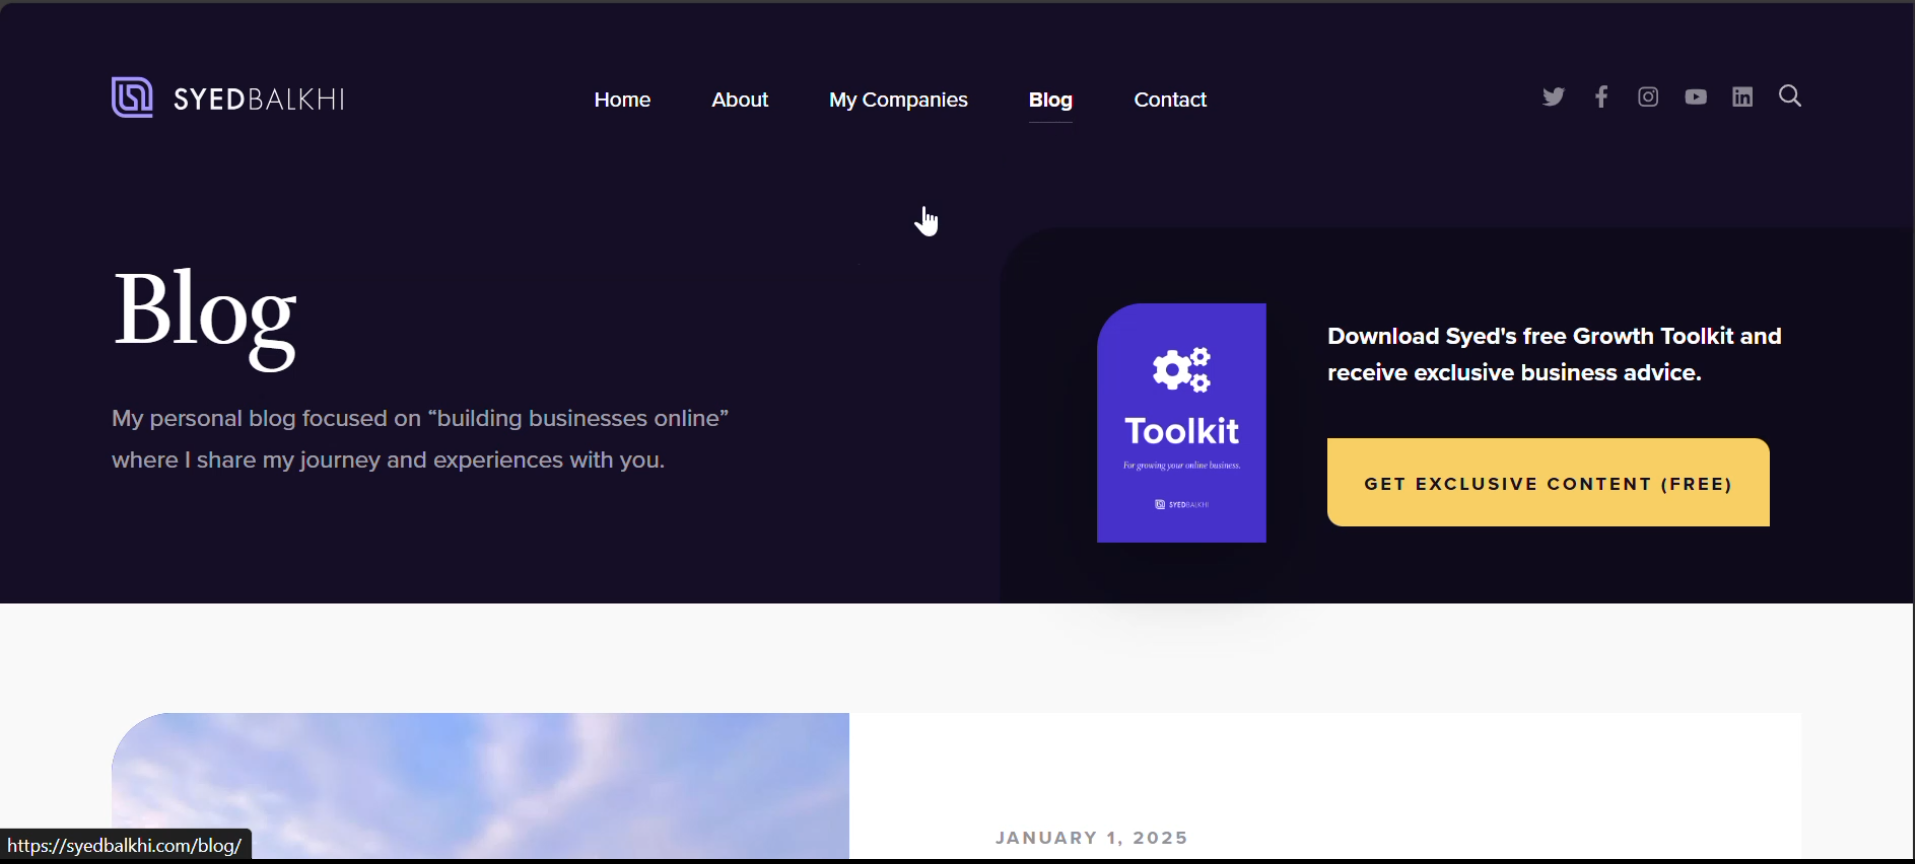 SYEDBALKHI
Home
About
My Companies
Blog
Contact
Blog
My personal blog focused on “building businesses online”
where I share my journey and experiences with you.
Toolkit
For growing your online business.
SYEDBALKHI
Download Syed's free Growth Toolkit and
receive exclusive business advice.
GET EXCLUSIVE CONTENT (FREE)
JANUARY 1, 2025
https://syedbalkhi.com/blog/